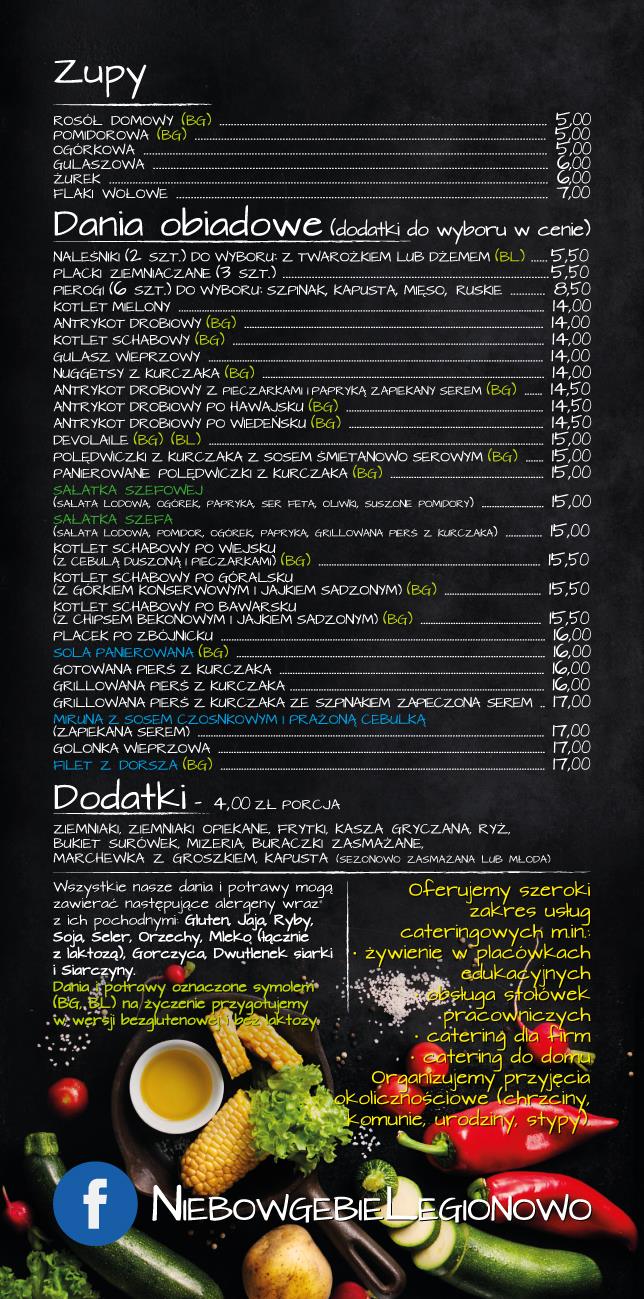 Zupy
ROSÓŁ DOMOWY (BG) 5,00
POMIDOROWA (BG) 5,00
OGÓRKOWA 5,00
GULASZOWA 6,00
ŻUREK 6,00
FLAKI WOŁOWE 7,00
Dania obiadowe (dodatki do wyboru w cenie)
NALEŚNIKI (2 SZT.) DO WYBORU: Z TWAROŻKIEM LUB DŻEMEM (BL) 5,50
PLACKI ZIEMNIACZANE (3 SZT.) 5,50
PIEROGI (6 SZT.) DO WYBORU: SZPINAK, KAPUSTA, MIĘSO, RUSKIE 8,50
KOTLET MIELONY 14,00
ANTRYKOT DROBIOWY (BG) 14,00
KOTLET SCHABOWY (BG) 14,00
GULASZ WIEPRZOWY 14,00
NUGGETSY Z KURCZAKA (BG) 14,00
ANTRYKOT DROBIOWY Z PIECZARKAMI I PAPRYKĄ ZAPIEKANY SEREM (BG) 14,50
ANTRYKOT DROBIOWY PO HAWAJSKU (BG) 14,50
ANTRYKOT DROBIOWY PO WIEDEŃSKU (BG) 14,50
DEVOLAILE (BG) (BL) 15,00
POLĘDWICZKI Z KURCZAKA Z SOSEM ŚMIETANOWO SEROWYM (BG) 15,00
PANIEROWANE POLĘDWICZKI Z KURCZAKA (BG) 15,00
SAŁATKA SZEFOWEJ
(SAŁATA LODOWA, OGÓREK, PAPRYKA, SER FETA, OLIWKI, SUSZONE POMIDORY) 15,00
SAŁATKA SZEFA
(SAŁATA LODOWA, POMIDOR, OGÓREK, PAPRYKA, GRILLOWANA PIERŚ Z KURCZAKA) 15,00
KOTLET SCHABOWY PO WIEJSKU
(Z CEBULĄ DUSZONĄ I PIECZARKAMI) (BG) 15,50
KOTLET SCHABOWY PO GÓRALSKU
(Z GÓRKIEM KONSERWOWYM I JAJKIEM SADZONYM) (BG) 15,50
KOTLET SCHABOWY PO BAWARSKU
(Z CHIPSEM BEKONOWYM I JAJKIEM SADZONYM) (BG) 15,50
PLACEK PO ZBÓJNICKU 16,00
SOLA PANIEROWANA (BG) 16,00
GOTOWANA PIERŚ Z KURCZAKA 16,00
GRILLOWANA PIERŚ Z KURCZAKA 16,00
GRILLOWANA PIERŚ Z KURCZAKA ZE SZPINAKIEM ZAPIECZONA SEREM 17,00
MIRUNA Z SOSEM CZOSNKOWYM I PRAŻONĄ CEBULKĄ
(ZAPIEKANA SEREM) 17,00
GOLONKA WIEPRZOWA 17,00
FILET Z DORSZA (BG) 17,00
Dodatki - 4,00 ZŁ PORCJA
ZIEMNIAKI, ZIEMNIAKI OPIEKANE, FRYTKI, KASZA GRYCZANA, RYŻ,
BUKIET SURÓWEK, MIZERIA, BURACZKI ZASMAŻANE,
MARCHEWKA Z GROSZKIEM, KAPUSTA (SEZONOWO ZASMAŻANA LUB MŁODA)
Wszystkie nasze dania i potrawy mogą
zawierać następujące alergeny wraz
z ich pochodnymi: Gluten, Jaja, Ryby,
Soja, Seler, Orzechy, Mleko (łącznie
z laktozą), Gorczyca, Dwutlenek siarki
i Siarczyny.
Dania i potrawy oznaczone symolem
(BG, BL) na życzenie przygotujemy
w wersji bezglutenowej i bez laktozy.
Oferujemy szeroki
zakres usług
cateringowych m.in.:
• żywienie w placówkach
edukacyjnych
• obsługa stołówek
pracowniczych
• catering dla firm
• catering do domu
Organizujemy przyjęcia
okolicznościowe (chrzciny,
komunie, urodziny, stypy).
f NIEBOWGEBIELEGIONOWO